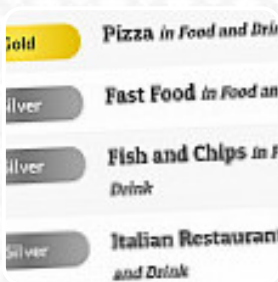 Gold
Pizza in Food and Drin
Silver
Fast Food in Food an
Silver
Fish and Chips in F
Drink
Silver
Italian Restaurant
and Drink